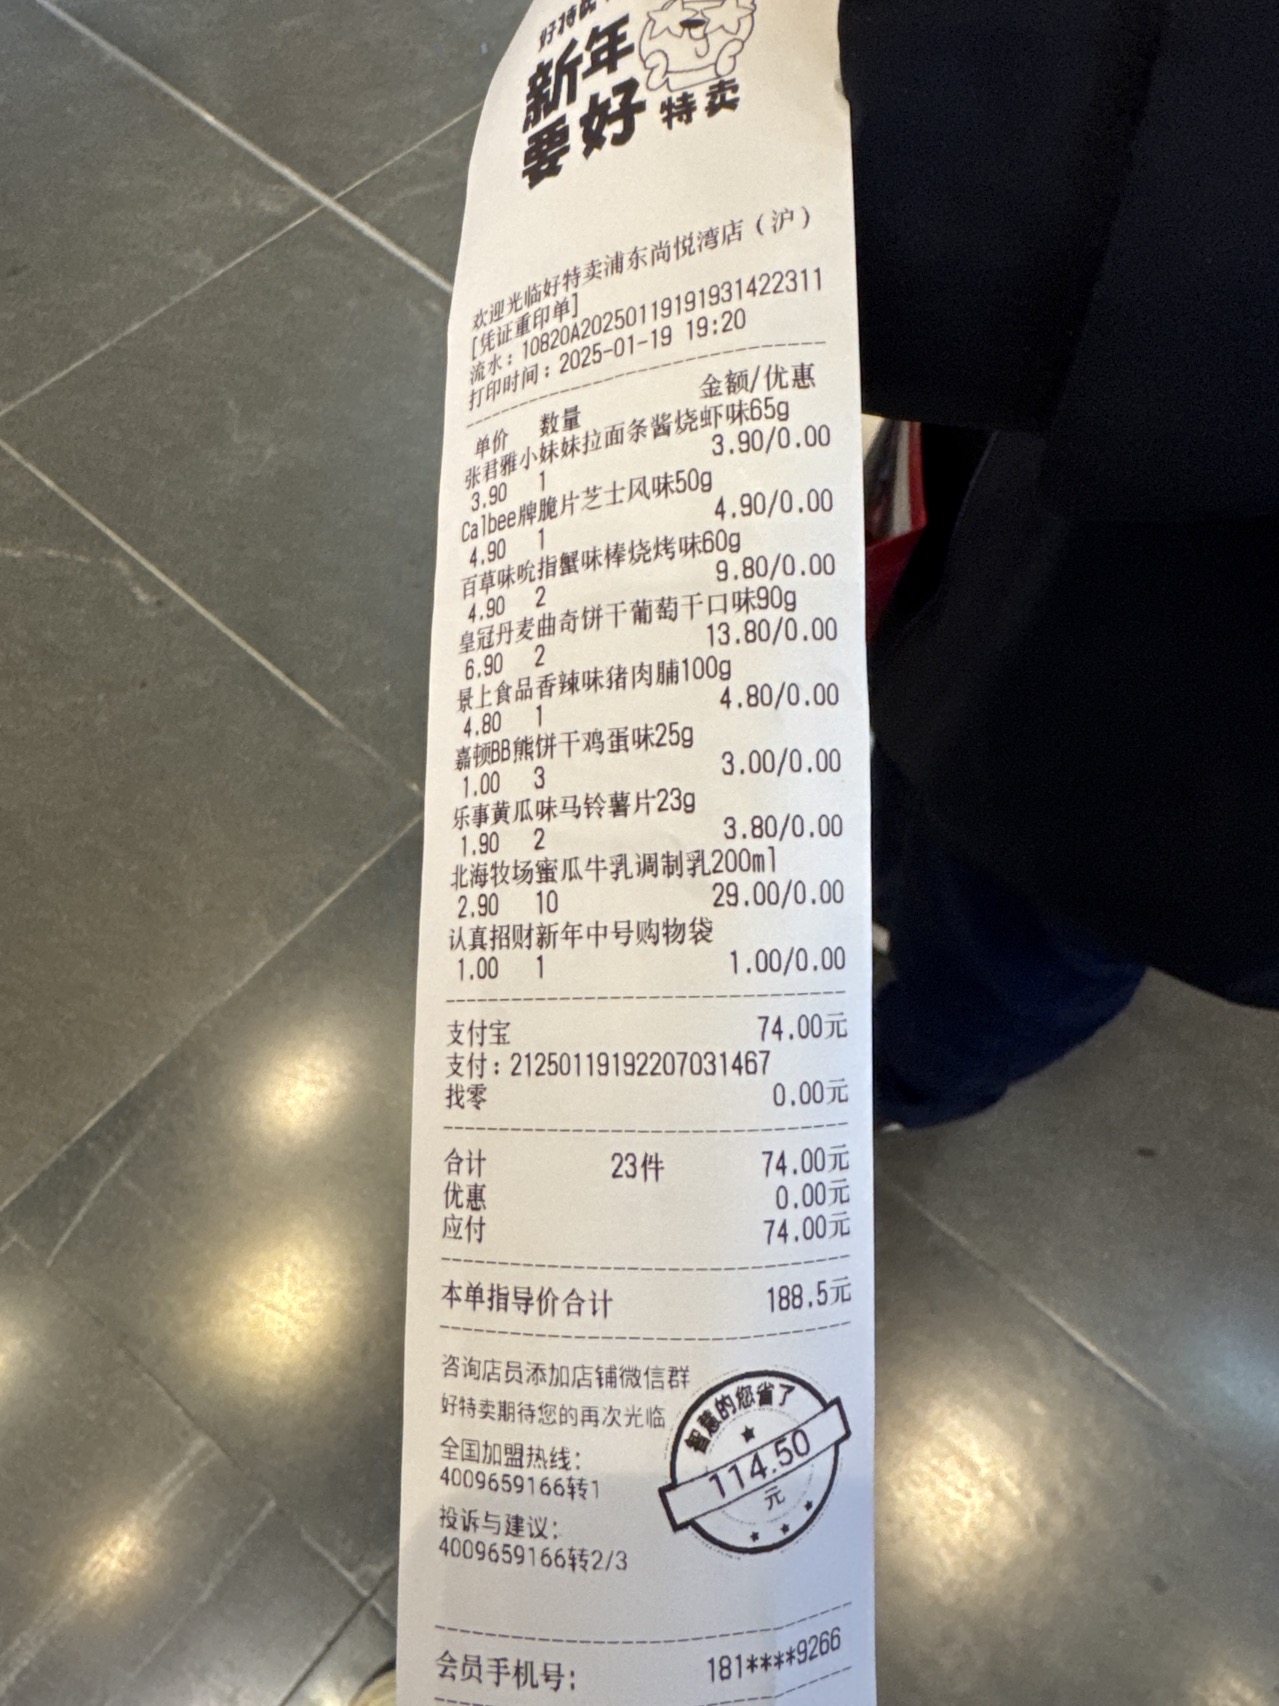 好特卖
新年
要好特卖
欢迎光临好特卖浦东尚悦湾店（沪）
[凭证重印单]
流水：10820A20250119191931422311
打印时间：2025-01-19 19:20
单价 数量 金额/优惠
张君雅小妹妹拉面条酱烧虾味65g
3.90 1 3.90/0.00
Calbee牌脆片芝士风味50g
4.90 1 4.90/0.00
百草味吮指蟹味棒烧烤味60g
4.90 2 9.80/0.00
皇冠丹麦曲奇饼干葡萄干口味90g
6.90 2 13.80/0.00
景上食品香辣味猪肉脯100g
4.80 1 4.80/0.00
嘉顿BB熊饼干鸡蛋味25g
1.00 3 3.00/0.00
乐事黄瓜味马铃薯片23g
1.90 2 3.80/0.00
北海牧场蜜瓜牛乳调制乳200ml
2.90 10 29.00/0.00
认真招财新年中号购物袋
1.00 1 1.00/0.00
支付宝 74.00元
支付：21250119192207031467
找零 0.00元
合计 23件 74.00元
优惠 0.00元
应付 74.00元
本单指导价合计 188.5元
咨询店员添加店铺微信群
好特卖期待您的再次光临
全国加盟热线：
4009659166转1
投诉与建议：
4009659166转2/3
智慧的您省了
114.50
元
会员手机号： 181****9266